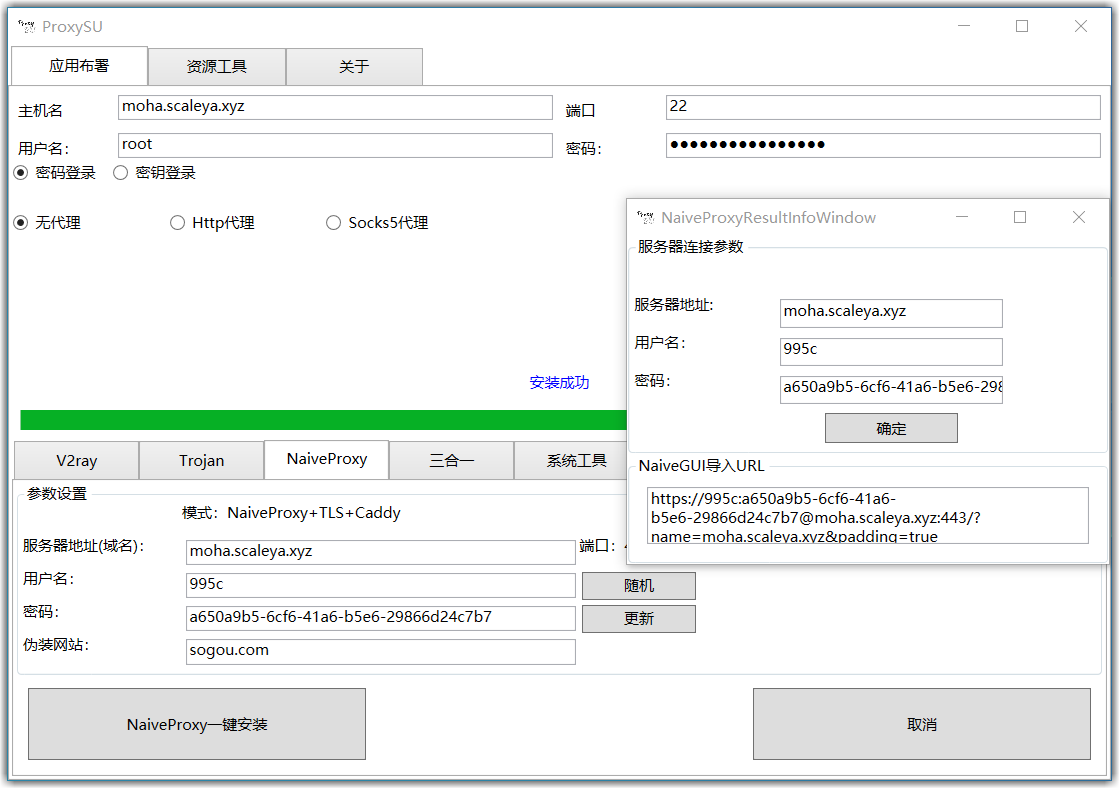 ProxySU
应用布署
资源工具
关于
主机名
moha.scaleya.xyz
端口
22
用户名：
root
密码：
●●●●●●●●●●●●●●●●
密码登录
密钥登录
无代理
Http代理
Socks5代理
安装成功
V2ray
Trojan
NaiveProxy
三合一
系统工具
参数设置
模式：NaiveProxy+TLS+Caddy
服务器地址(域名)：
moha.scaleya.xyz
端口：
用户名：
995c
随机
密码：
a650a9b5-6cf6-41a6-b5e6-29866d24c7b7
更新
伪装网站：
sogou.com
NaiveProxy一键安装
取消
NaiveProxyResultInfoWindow
服务器连接参数
服务器地址:
moha.scaleya.xyz
用户名：
995c
密码：
a650a9b5-6cf6-41a6-b5e6-298
确定
NaiveGUI导入URL
https://995c:a650a9b5-6cf6-41a6-
b5e6-29866d24c7b7@moha.scaleya.xyz:443/?
name=moha.scaleya.xyz&padding=true